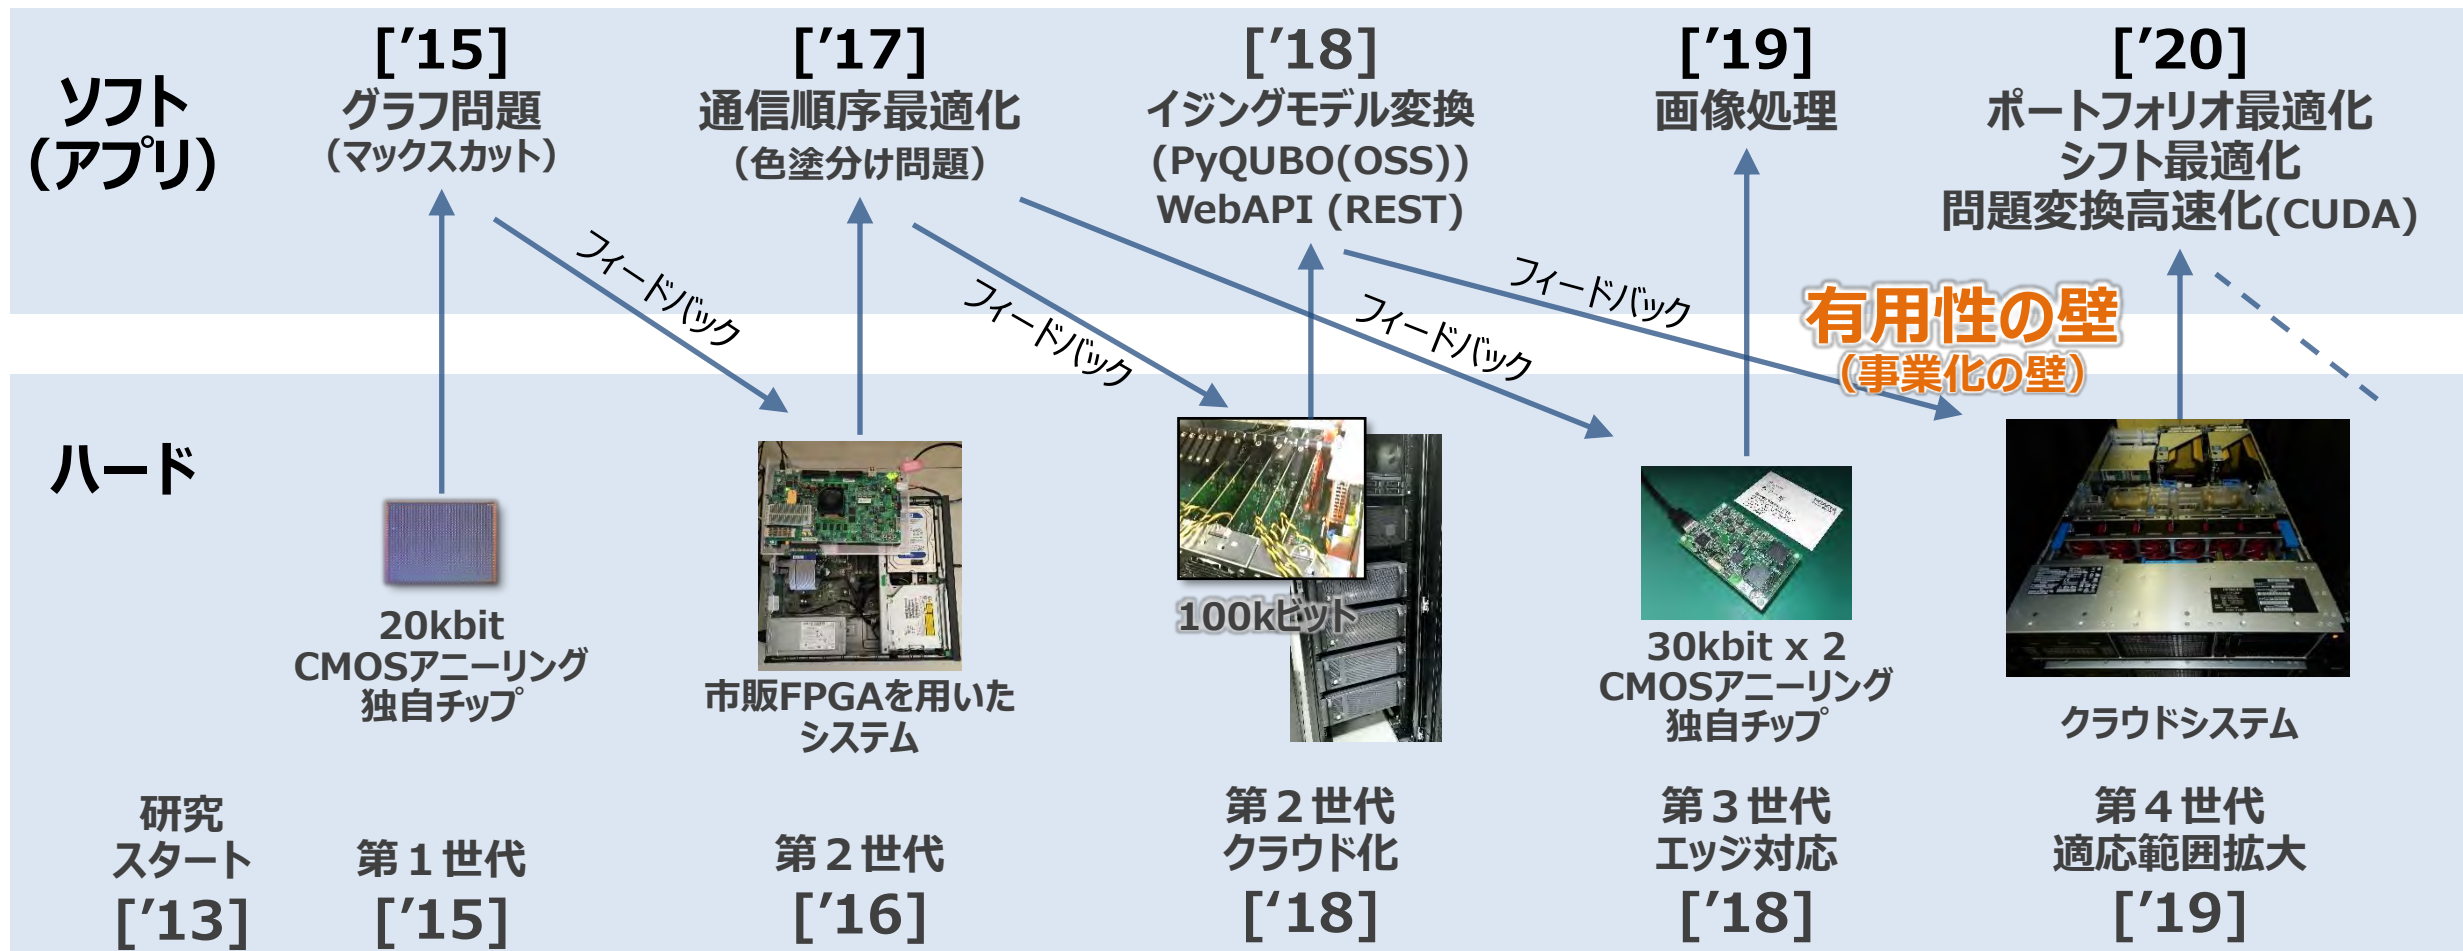 ソフト
（アプリ）
[’15]
グラフ問題
（マックスカット）
[’17]
通信順序最適化
（色塗分け問題）
[’18]
イジングモデル変換
(PyQUBO(OSS))
WebAPI (REST)
[’19]
画像処理
[’20]
ポートフォリオ最適化
シフト最適化
問題変換高速化(CUDA)
フィードバック
フィードバック
フィードバック
フィードバック
有用性の壁
（事業化の壁）
ハード
20kbit
CMOSアニーリング
独自チップ
市販FPGAを用いた
システム
100kビット
30kbit x 2
CMOSアニーリング
独自チップ
クラウドシステム
研究
スタート
[’13]
第１世代
[’15]
第２世代
[’16]
第２世代
クラウド化
[‘18]
第３世代
エッジ対応
[’18]
第４世代
適応範囲拡大
[’19]